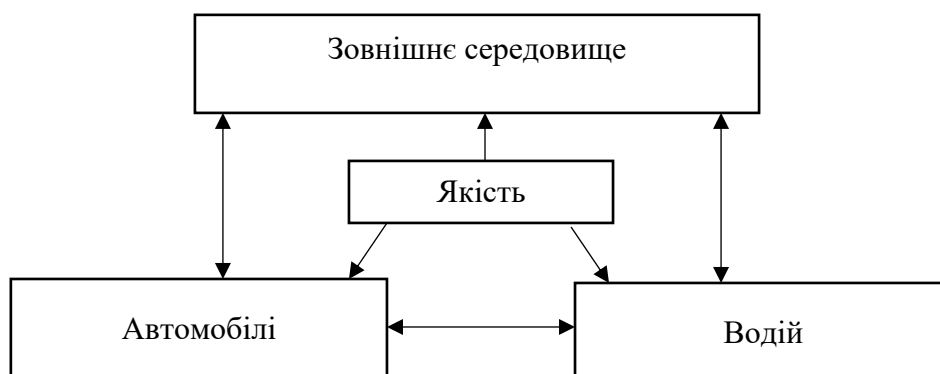 Зовнішнє середовище
Якість
Автомобілі
Водій